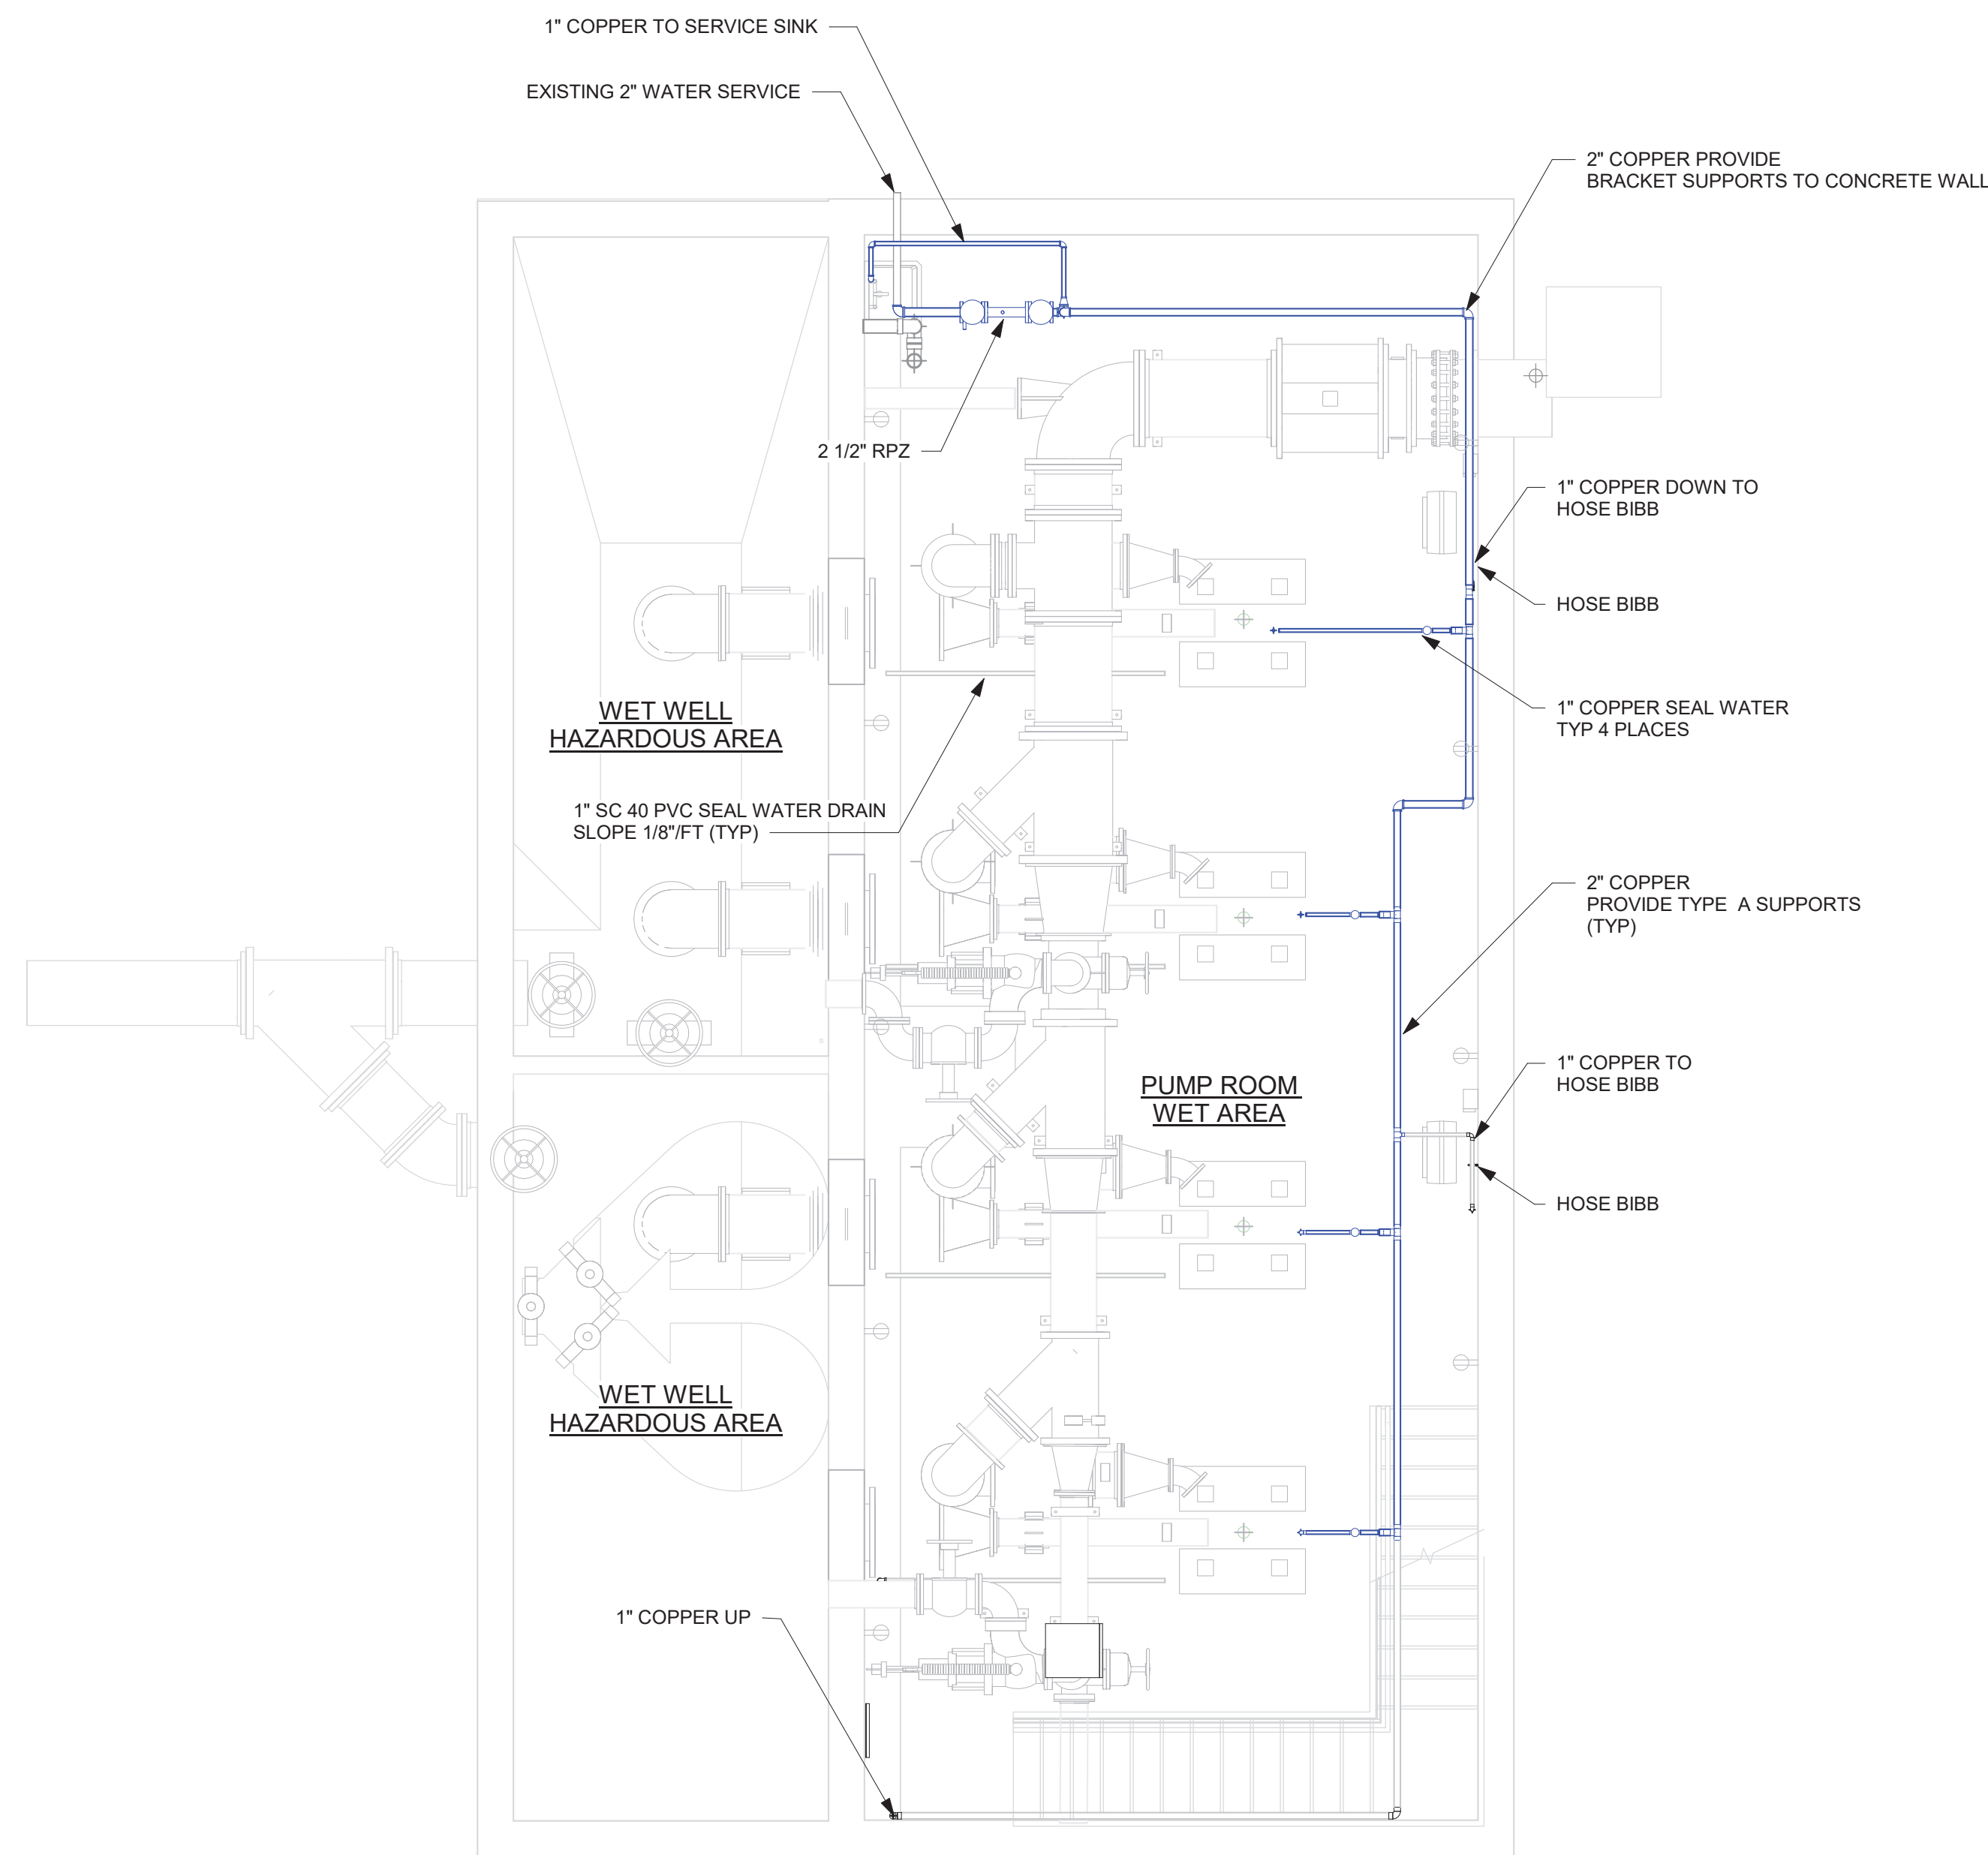 1" COPPER TO SERVICE SINK
EXISTING 2" WATER SERVICE
2" COPPER PROVIDE
BRACKET SUPPORTS TO CONCRETE WALL
2 1/2" RPZ
1" COPPER DOWN TO
HOSE BIBB
HOSE BIBB
WET WELL
HAZARDOUS AREA
1" COPPER SEAL WATER
TYP 4 PLACES
1" SC 40 PVC SEAL WATER DRAIN
SLOPE 1/8"/FT (TYP)
2" COPPER
PROVIDE TYPE A SUPPORTS
(TYP)
PUMP ROOM
WET AREA
1" COPPER TO
HOSE BIBB
HOSE BIBB
WET WELL
HAZARDOUS AREA
1" COPPER UP